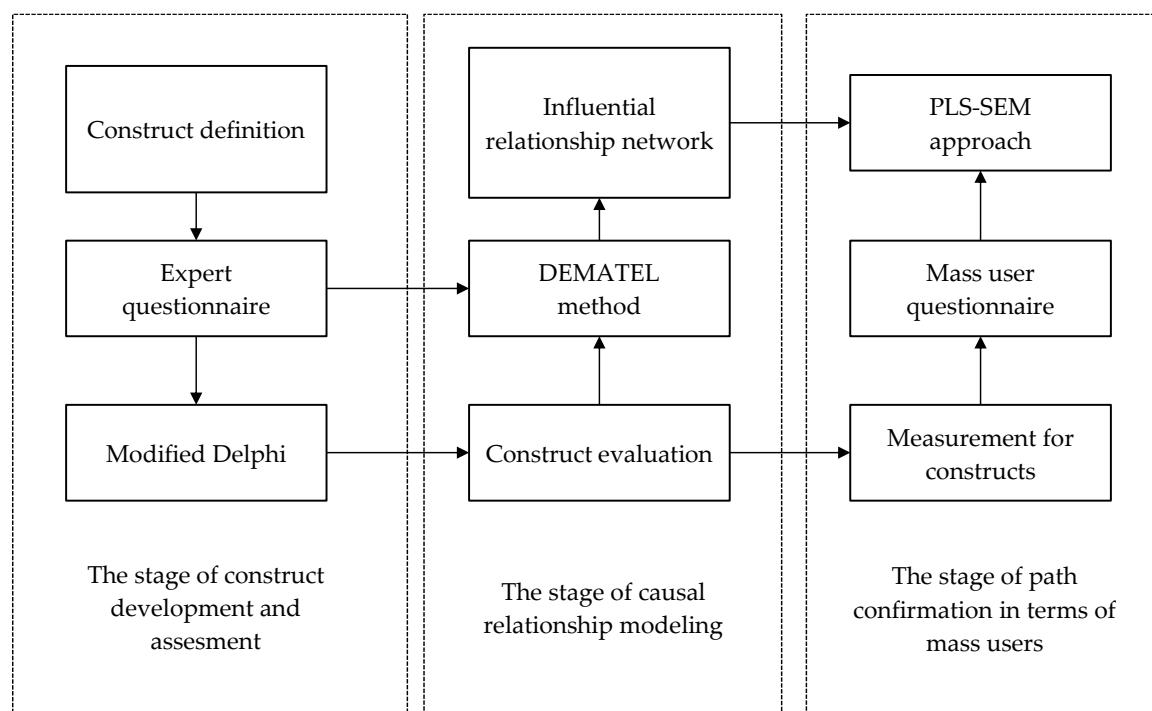 Construct definition
Expert
questionnaire
Modified Delphi
The stage of construct
development and
assesment
Influential
relationship network
DEMATEL
method
Construct evaluation
The stage of causal
relationship modeling
PLS-SEM
approach
Mass user
questionnaire
Measurement for
constructs
The stage of path
confirmation in terms of
mass users